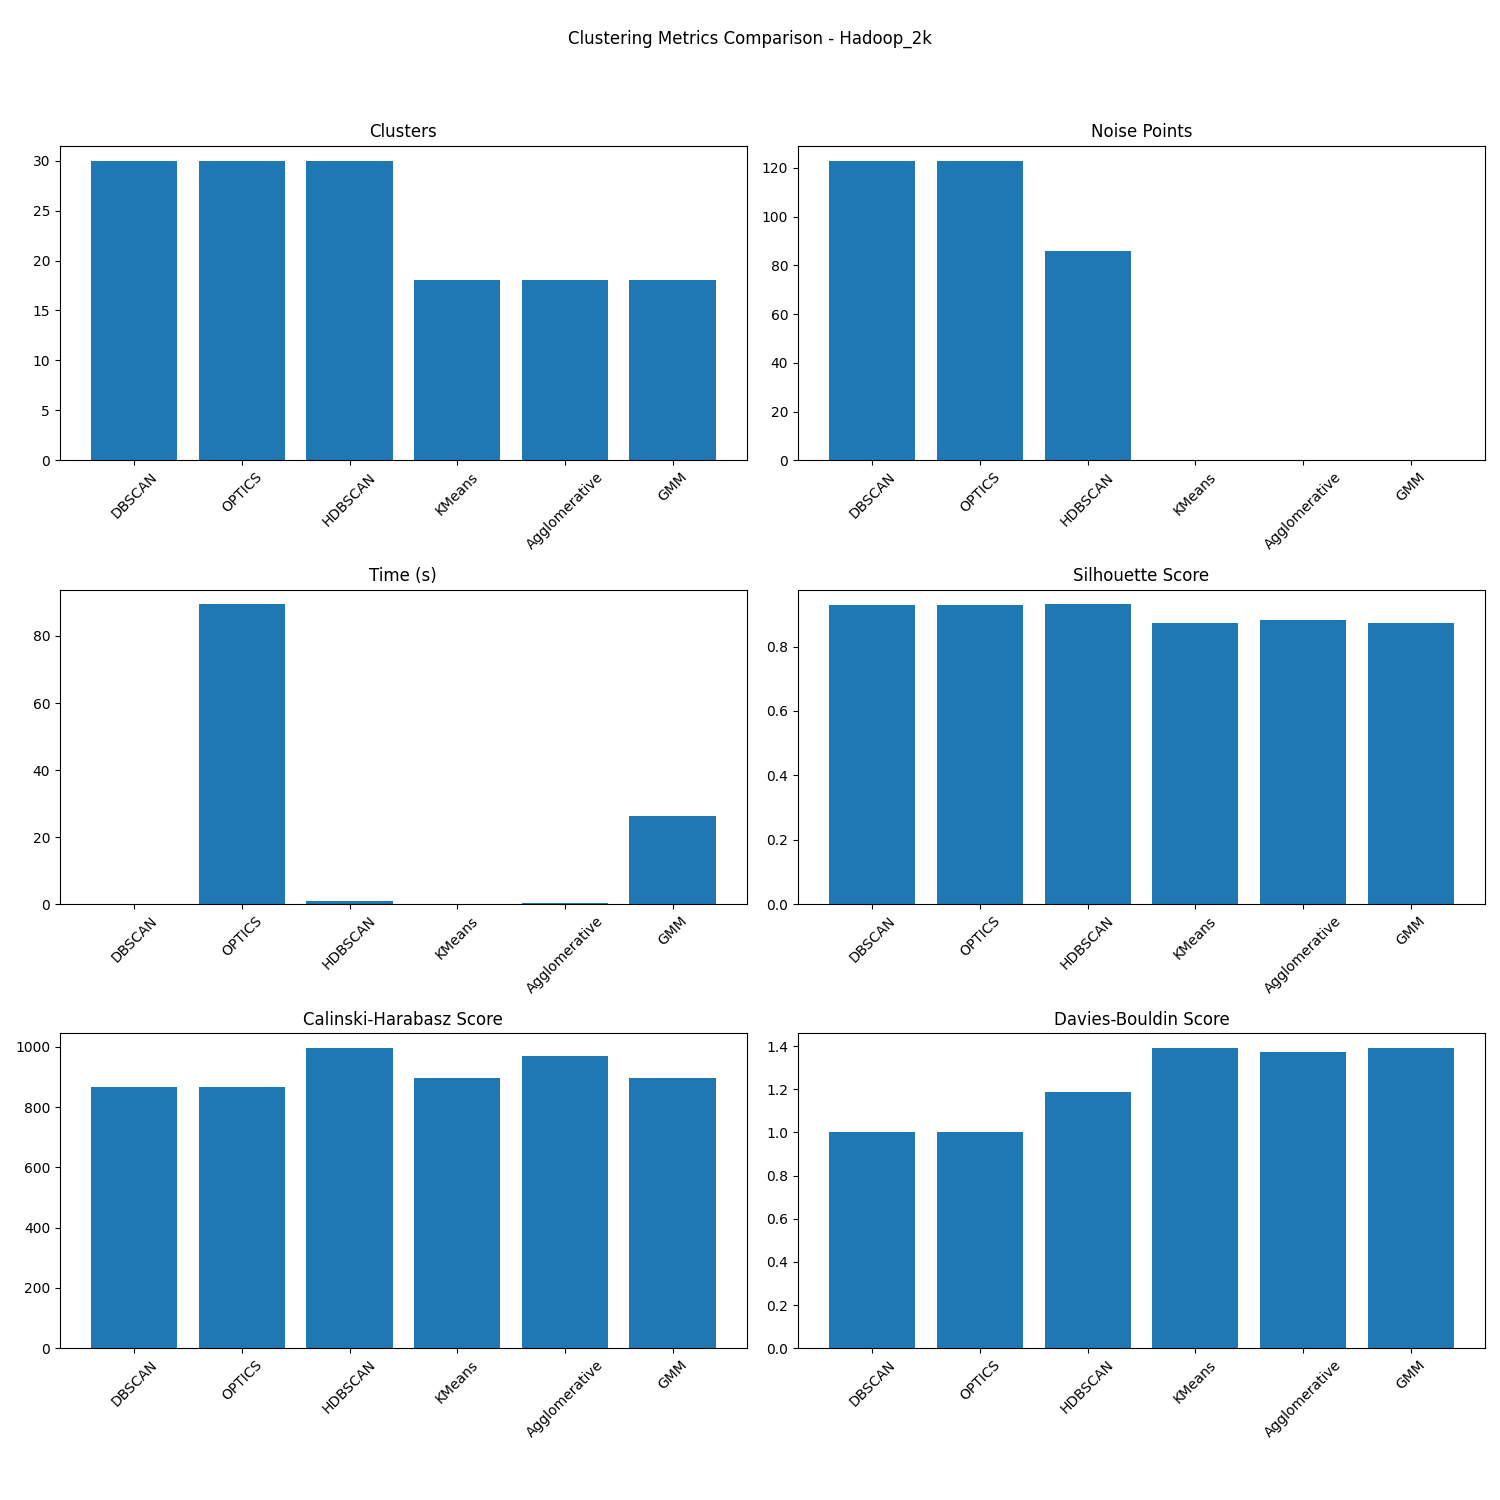 Clustering Metrics Comparison - Hadoop_2k
Clusters
30
25
20
15
10
5
0
DBSCAN
OPTICS
HDBSCAN
KMeans
Agglomerative
GMM
Noise Points
120
100
80
60
40
20
0
DBSCAN
OPTICS
HDBSCAN
KMeans
Agglomerative
GMM
Time (s)
80
60
40
20
0
DBSCAN
OPTICS
HDBSCAN
KMeans
Agglomerative
GMM
Silhouette Score
0.8
0.6
0.4
0.2
0.0
DBSCAN
OPTICS
HDBSCAN
KMeans
Agglomerative
GMM
Calinski-Harabasz Score
1000
800
600
400
200
0
DBSCAN
OPTICS
HDBSCAN
KMeans
Agglomerative
GMM
Davies-Bouldin Score
1.4
1.2
1.0
0.8
0.6
0.4
0.2
0.0
DBSCAN
OPTICS
HDBSCAN
KMeans
Agglomerative
GMM